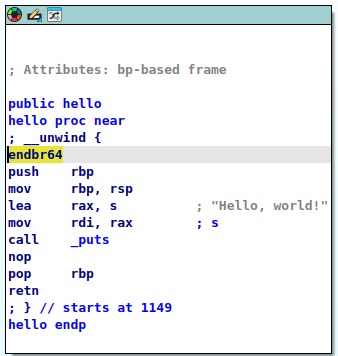 ; Attributes: bp-based frame
public hello
hello proc near
; __unwind {
endbr64
push    rbp
mov     rbp, rsp
lea     rax, s          ; "Hello, world!"
mov     rdi, rax        ; s
call    _puts
nop
pop     rbp
retn
; } // starts at 1149
hello endp